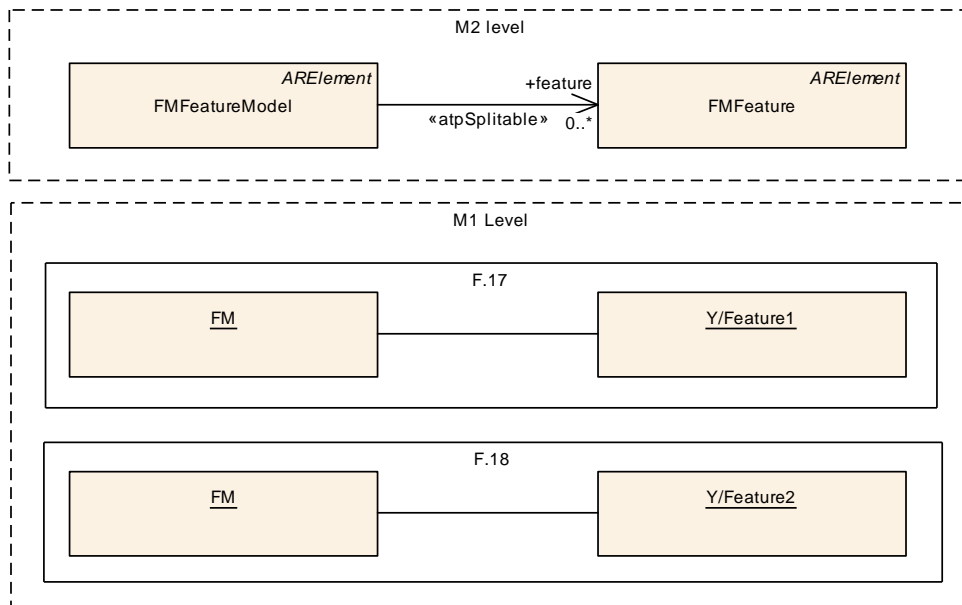 M2 level
ARElement
FMFeatureModel
+feature
«atpSplitable»
0..*
ARElement
FMFeature
M1 Level
F.17
FM
Y/Feature1
F.18
FM
Y/Feature2